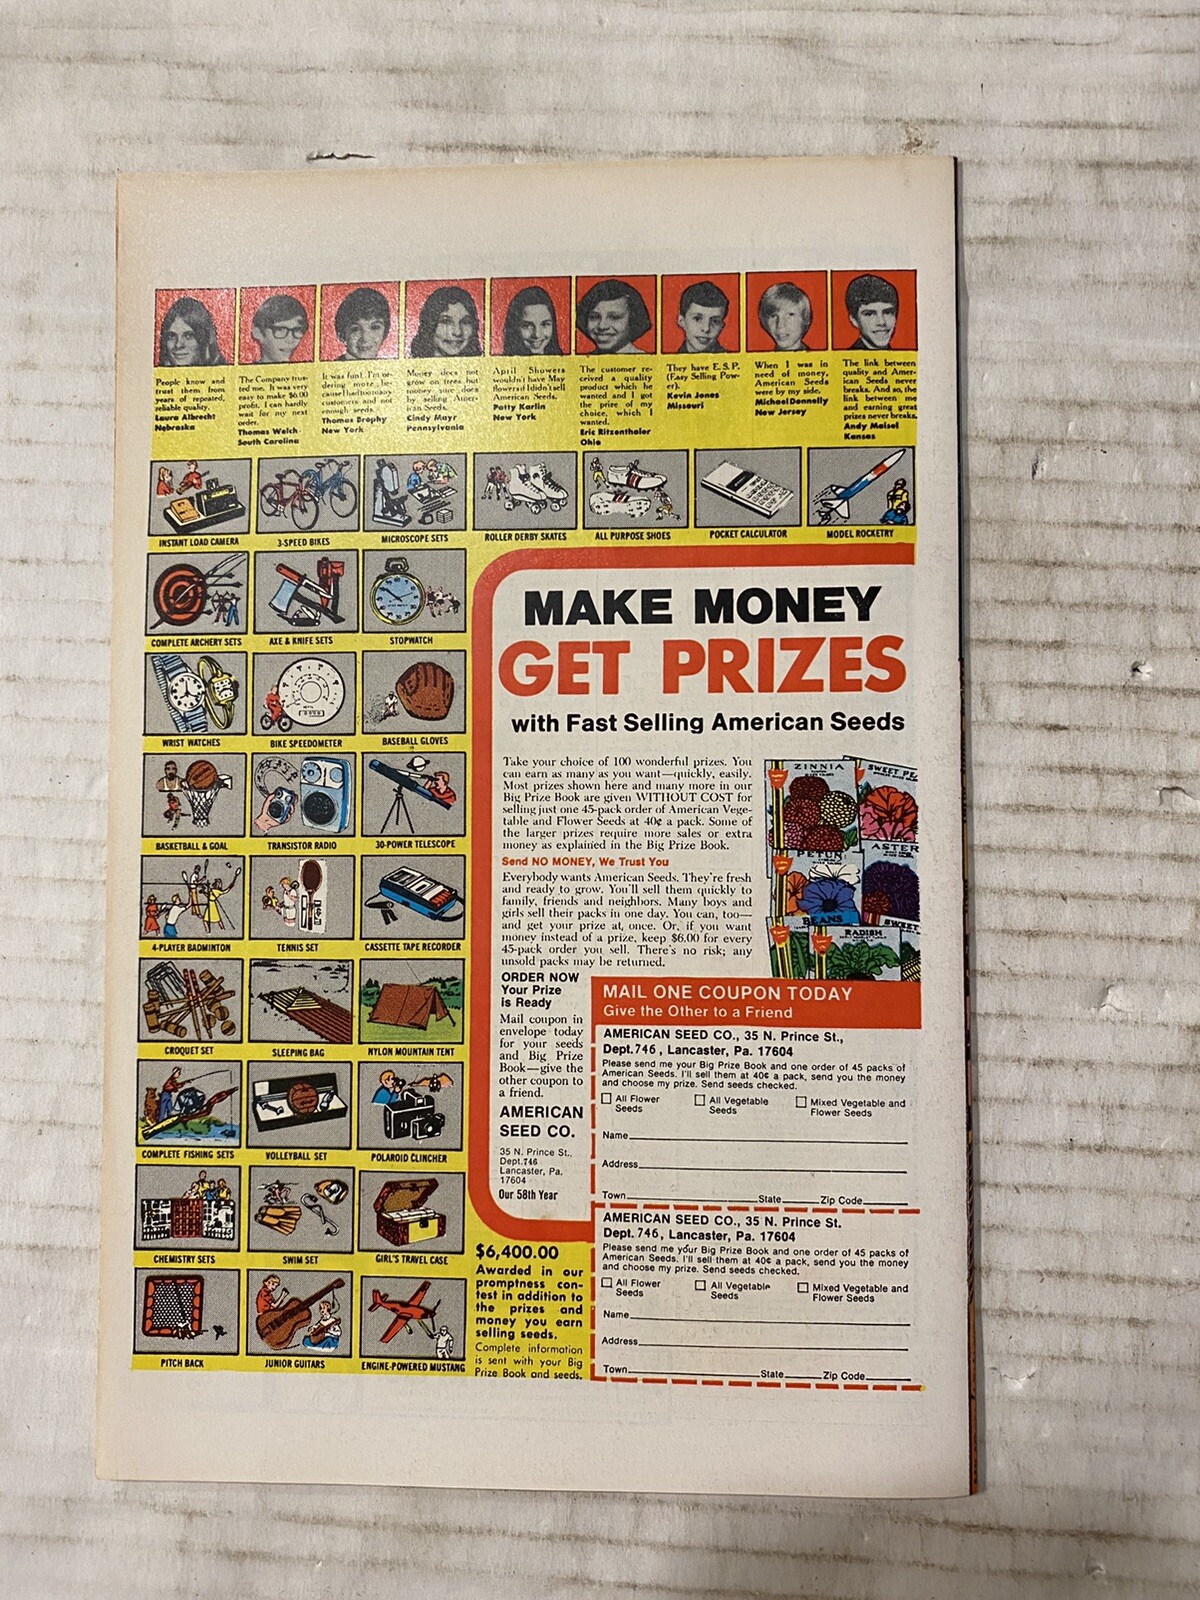 People know and
trust them from
years of repeated,
reliable quality.
Laura Albrecht
Nebraska
The Company trus-
ted me. It was very
easy to make $6.00
profit. I can hardly
wait for my next
order.
Thomas Welch
South Carolina
It was fun! I'm or-
dering more be-
cause I had too many
customers and not
enough seeds.
Thomas Brophy
New York
Money does not
grow on trees but
money sure does
by selling Amer-
ican Seeds.
Cindy Mayr
Pennsylvania
April Showers
wouldn't have May
flowers if I didn't sell
American Seeds.
Patty Karlin
New York
The customer re-
ceived a quality
product which he
wanted and I got
the prize of my
choice, which I
wanted.
Eric Ritzenthaler
Ohio
They have E.S.P.
(Easy Selling Pow-
er).
Kevin Jones
Missouri
When I was in
need of money,
American Seeds
were by my side.
Michael Donnelly
New Jersey
The link between
quality and Amer-
ican Seeds never
breaks. And so, the
link between me
and earning great
prizes never breaks.
Andy Maisel
Kansas
INSTANT LOAD CAMERA
3-SPEED BIKES
MICROSCOPE SETS
ROLLER DERBY SKATES
ALL PURPOSE SHOES
POCKET CALCULATOR
MODEL ROCKETRY
COMPLETE ARCHERY SETS
AXE & KNIFE SETS
STOPWATCH
WRIST WATCHES
BIKE SPEEDOMETER
BASEBALL GLOVES
BASKETBALL & GOAL
TRANSISTOR RADIO
30-POWER TELESCOPE
4-PLAYER BADMINTON
TENNIS SET
CASSETTE TAPE RECORDER
CROQUET SET
SLEEPING BAG
NYLON MOUNTAIN TENT
COMPLETE FISHING SETS
VOLLEYBALL SET
POLAROID CLINCHER
CHEMISTRY SETS
SWIM SET
GIRL'S TRAVEL CASE
PITCH BACK
JUNIOR GUITARS
ENGINE-POWERED MUSTANG
MAKE MONEY
GET PRIZES
with Fast Selling American Seeds
Take your choice of 100 wonderful prizes. You
can earn as many as you want—quickly, easily.
Most prizes shown here and many more in our
Big Prize Book are given WITHOUT COST for
selling just one 45-pack order of American Vege-
table and Flower Seeds at 40¢ a pack. Some of
the larger prizes require more sales or extra
money as explained in the Big Prize Book.
Send NO MONEY, We Trust You
Everybody wants American Seeds. They're fresh
and ready to grow. You'll sell them quickly to
family, friends and neighbors. Many boys and
girls sell their packs in one day. You can, too—
and get your prize at once. Or, if you want
money instead of a prize, keep $6.00 for every
45-pack order you sell. There's no risk; any
unsold packs may be returned.
ZINNIA
SWEET PE
PETUN
ASTER
BEANS
RADISH
SWEET
ORDER NOW
Your Prize
is Ready
Mail coupon in
envelope today
for your seeds
and Big Prize
Book—give the
other coupon to
a friend.
AMERICAN
SEED CO.
35 N. Prince St.,
Dept.746
Lancaster, Pa.
17604
Our 58th Year
$6,400.00
Awarded in our
promptness con-
test in addition to
the prizes and
money you earn
selling seeds.
Complete information
is sent with your Big
Prize Book and seeds.
MAIL ONE COUPON TODAY
Give the Other to a Friend
AMERICAN SEED CO., 35 N. Prince St.,
Dept.746, Lancaster, Pa. 17604
Please send me your Big Prize Book and one order of 45 packs of
American Seeds. I'll sell them at 40¢ a pack, send you the money
and choose my prize. Send seeds checked.
All Flower Seeds
All Vegetable Seeds
Mixed Vegetable and Flower Seeds
Name
Address
Town State Zip Code
AMERICAN SEED CO., 35 N. Prince St.
Dept.746, Lancaster, Pa. 17604
Please send me your Big Prize Book and one order of 45 packs of
American Seeds. I'll sell them at 40¢ a pack, send you the money
and choose my prize. Send seeds checked.
All Flower Seeds
All Vegetable Seeds
Mixed Vegetable and Flower Seeds
Name
Address
Town State Zip Code